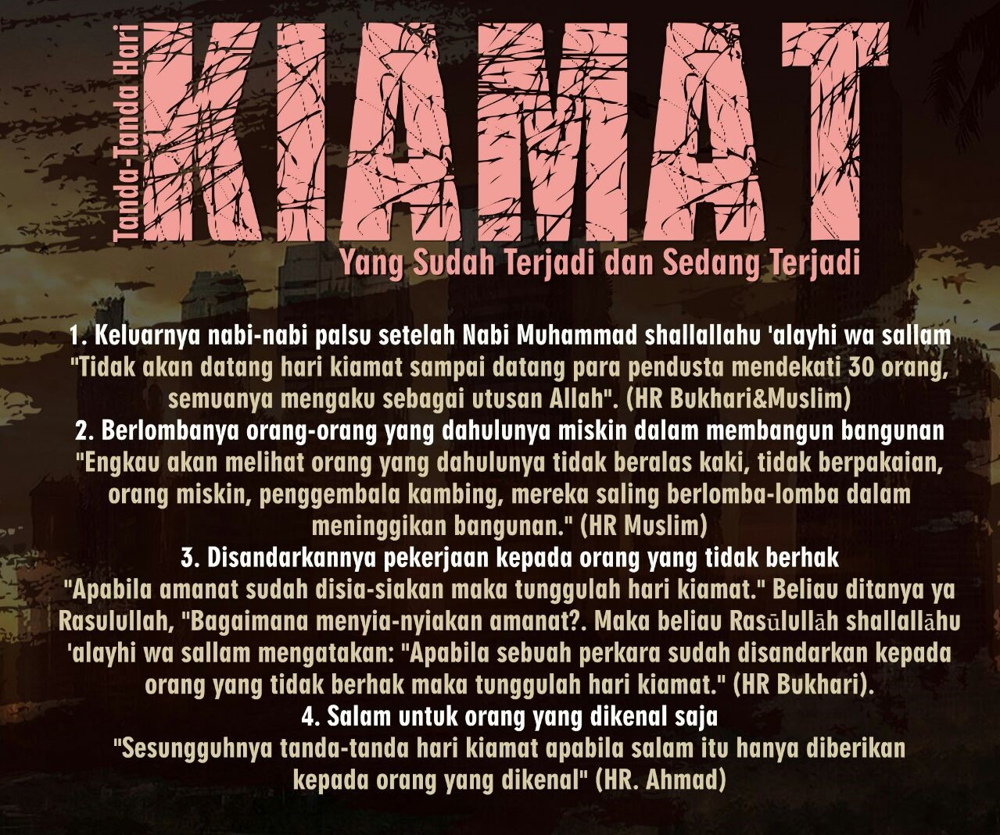 Tanda-Tanda Hari
KIAMAT
Yang Sudah Terjadi dan Sedang Terjadi
1. Keluarnya nabi-nabi palsu setelah Nabi Muhammad shallallahu 'alayhi wa sallam
"Tidak akan datang hari kiamat sampai datang para pendusta mendekati 30 orang,
semuanya mengaku sebagai utusan Allah". (HR Bukhari&Muslim)
2. Berlombanya orang-orang yang dahulunya miskin dalam membangun bangunan
"Engkau akan melihat orang yang dahulunya tidak beralas kaki, tidak berpakaian,
orang miskin, penggembala kambing, mereka saling berlomba-lomba dalam
meninggikan bangunan." (HR Muslim)
3. Disandarkannya pekerjaan kepada orang yang tidak berhak
"Apabila amanat sudah disia-siakan maka tunggulah hari kiamat." Beliau ditanya ya
Rasulullah, "Bagaimana menyia-nyiakan amanat?. Maka beliau Rasūlullāh shallallāhu
'alayhi wa sallam mengatakan: "Apabila sebuah perkara sudah disandarkan kepada
orang yang tidak berhak maka tunggulah hari kiamat." (HR Bukhari).
4. Salam untuk orang yang dikenal saja
"Sesungguhnya tanda-tanda hari kiamat apabila salam itu hanya diberikan
kepada orang yang dikenal" (HR. Ahmad)